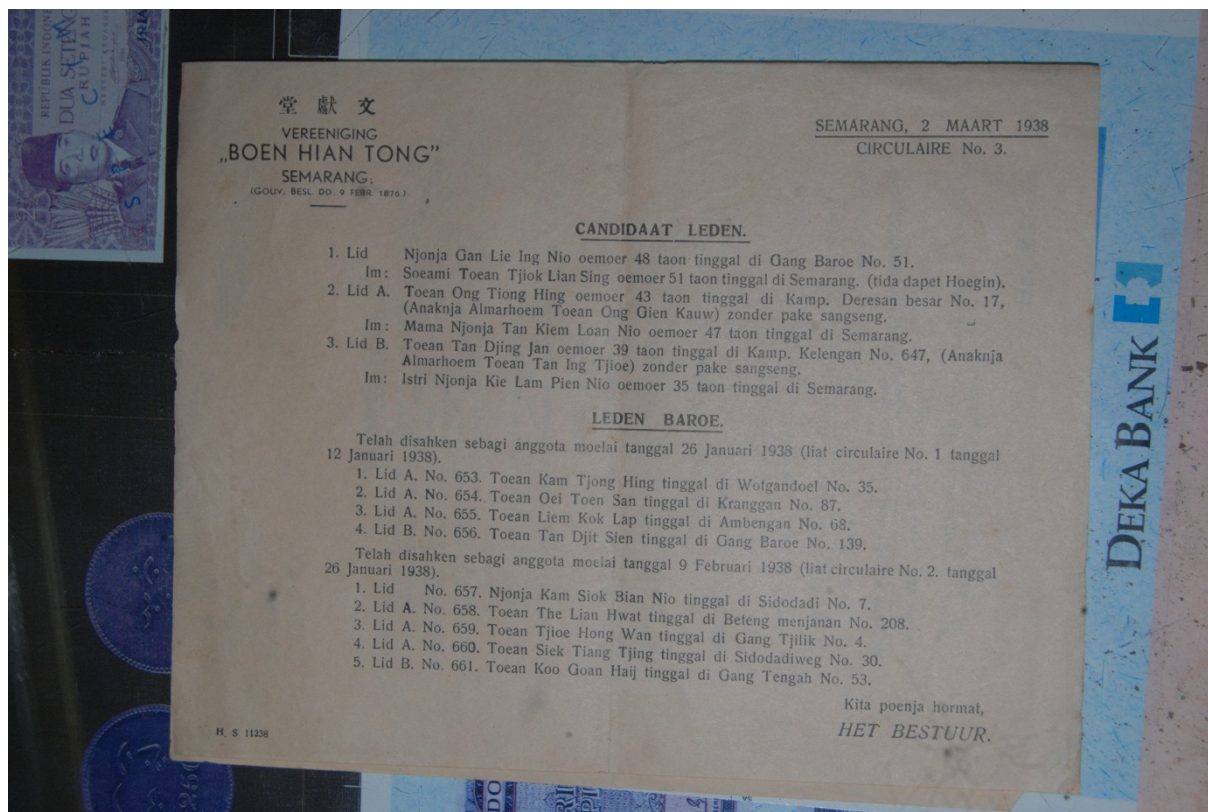 REPUBLIK INDONE
DUA SETENG
RUPIAH
堂 獻 文
VEREENIGING
„BOEN HIAN TONG”
SEMARANG;
(GOUV. BESL. DD. 9 FEBR. 1876.)
SEMARANG, 2 MAART 1938
CIRCULAIRE No. 3.
CANDIDAAT LEDEN.
1. Lid Njonja Gan Lie Ing Nio oemoer 48 taon tinggal di Gang Baroe No. 51.
Im: Soeami Toean Tjiok Lian Sing oemoer 51 taon tinggal di Semarang. (tida dapet Hoegin).
2. Lid A. Toean Ong Tiong Hing oemoer 43 taon tinggal di Kamp. Deresan besar No. 17,
(Anaknja Almarhoem Toean Ong Gien Kauw) zonder pake sangseng.
Im: Mama Njonja Tan Kiem Loan Nio oemoer 47 taon tinggal di Semarang.
3. Lid B. Toean Tan Djing Jan oemoer 39 taon tinggal di Kamp. Kelengan No. 647, (Anaknja
Almarhoem Toean Tan Ing Tjioe) zonder pake sangseng.
Im: Istri Njonja Kie Lam Pien Nio oemoer 35 taon tinggal di Semarang.
LEDEN BAROE.
Telah disahken sebagi anggota moelai tanggal 26 Januari 1938 (liat circulaire No. 1 tanggal
12 Januari 1938).
1. Lid A. No. 653. Toean Kam Tjong Hing tinggal di Wotgandoel No. 35.
2. Lid A. No. 654. Toean Oei Toen San tinggal di Kranggan No. 87.
3. Lid A. No. 655. Toean Liem Kok Lap tinggal di Ambengan No. 68.
4. Lid B. No. 656. Toean Tan Djit Sien tinggal di Gang Baroe No. 139.
Telah disahken sebagi anggota moelai tanggal 9 Februari 1938 (liat circulaire No. 2. tanggal
26 Januari 1938).
1. Lid No. 657. Njonja Kam Siok Bian Nio tinggal di Sidodadi No. 7.
2. Lid A. No. 658. Toean The Lian Hwat tinggal di Beteng menjanan No. 208.
3. Lid A. No. 659. Toean Tjioe Hong Wan tinggal di Gang Tjilik No. 4.
4. Lid A. No. 660. Toean Siek Tiang Tjing tinggal di Sidodadiweg No. 30.
5. Lid B. No. 661. Toean Koo Goan Haij tinggal di Gang Tengah No. 53.
Kita poenja hormat,
HET BESTUUR.
H. S. 11236
DEKA BANK